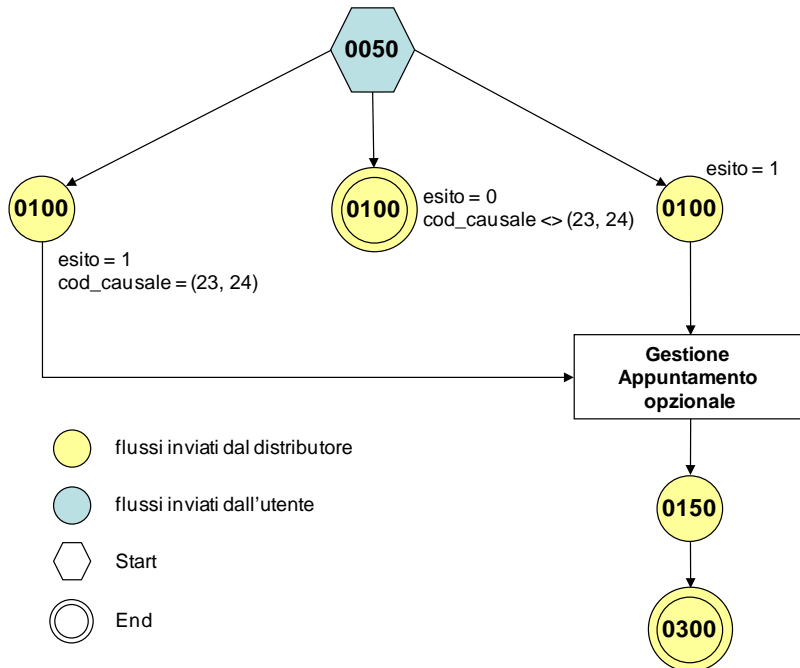 0050
0100
0100
esito = 0
cod_causale <> (23, 24)
esito = 1
0100
esito = 1
cod_causale = (23, 24)
Gestione
Appuntamento
opzionale
flussi inviati dal distributore
flussi inviati dall'utente
Start
End
0150
0300